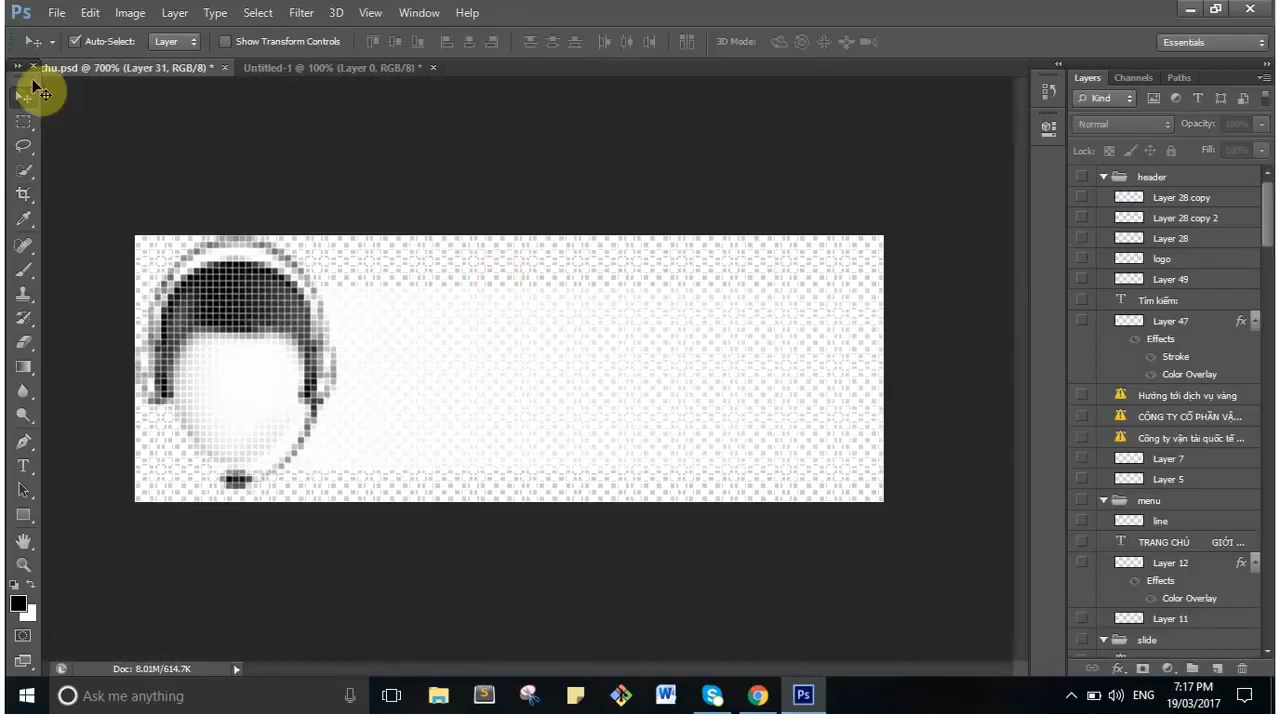 Ps File Edit Image Layer Type Select Filter 3D View Window Help
Auto-Select: Layer Show Transform Controls 3D Mode: Essentials
chu.psd @ 700% (Layer 31, RGB/8) * × Untitled-1 @ 100% (Layer 0, RGB/8) * ×
Layers Channels Paths
Kind
Normal Opacity: 100%
Lock: Fill: 100%
header
Layer 28 copy
Layer 28 copy 2
Layer 28
logo
Layer 49
T Tìm kiếm:
Layer 47 fx
Effects
Stroke
Color Overlay
Hướng tới dịch vụ vàng
CÔNG TY CỔ PHẦN VẬ...
Công ty vận tải quốc tế ...
Layer 7
Layer 5
menu
line
T TRANG CHỦ GIỚI ...
Layer 12 fx
Effects
Color Overlay
Layer 11
slide
Doc: 8.01M/614.7K
Ask me anything
ENG
7:17 PM
19/03/2017